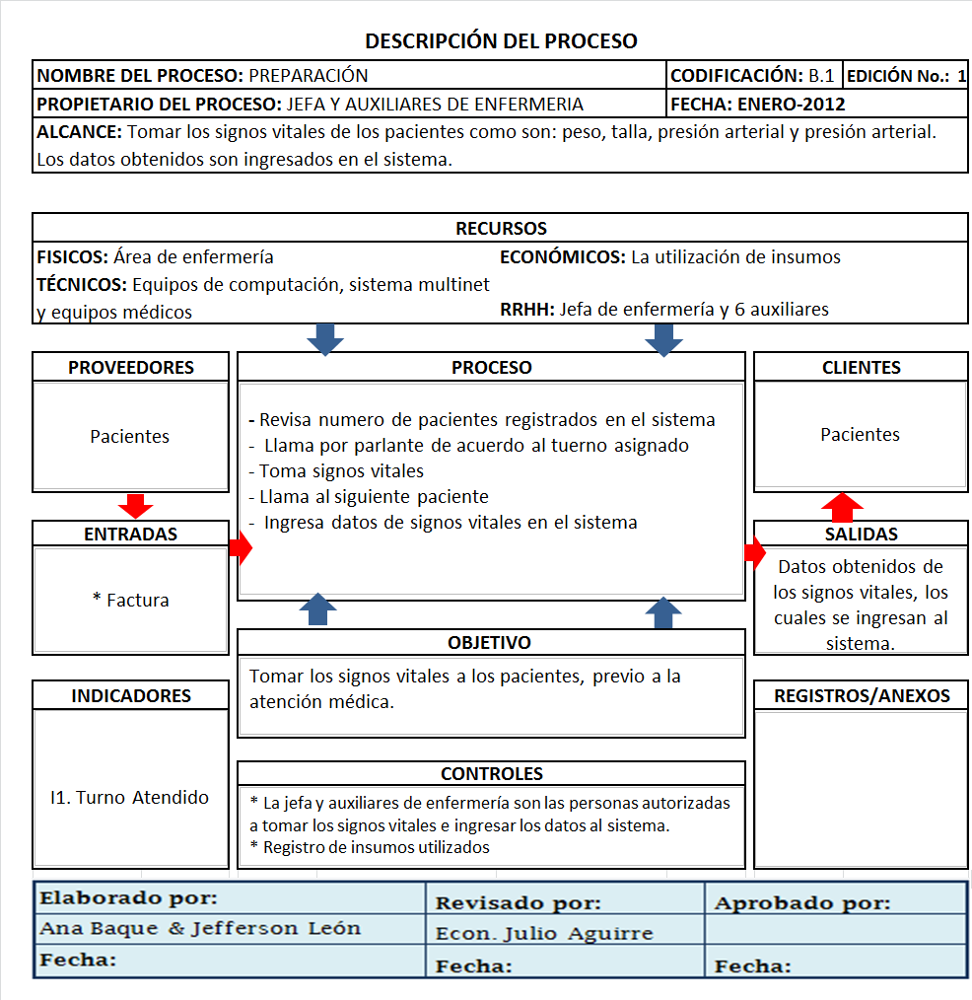 DESCRIPCIÓN DEL PROCESO
NOMBRE DEL PROCESO: PREPARACIÓN
CODIFICACIÓN: B.1
EDICIÓN No.: 1
PROPIETARIO DEL PROCESO: JEFA Y AUXILIARES DE ENFERMERIA
FECHA: ENERO-2012
ALCANCE: Tomar los signos vitales de los pacientes como son: peso, talla, presión arterial y presión arterial.
Los datos obtenidos son ingresados en el sistema.
RECURSOS
FISICOS: Área de enfermería
TÉCNICOS: Equipos de computación, sistema multinet
y equipos médicos
ECONÓMICOS: La utilización de insumos
RRHH: Jefa de enfermería y 6 auxiliares
PROVEEDORES
Pacientes
ENTRADAS
* Factura
PROCESO
- Revisa numero de pacientes registrados en el sistema
- Llama por parlante de acuerdo al tuerno asignado
- Toma signos vitales
- Llama al siguiente paciente
- Ingresa datos de signos vitales en el sistema
CLIENTES
Pacientes
SALIDAS
Datos obtenidos de
los signos vitales, los
cuales se ingresan al
sistema.
OBJETIVO
Tomar los signos vitales a los pacientes, previo a la
atención médica.
INDICADORES
I1. Turno Atendido
CONTROLES
* La jefa y auxiliares de enfermería son las personas autorizadas
a tomar los signos vitales e ingresar los datos al sistema.
* Registro de insumos utilizados
REGISTROS/ANEXOS
Elaborado por:
Ana Baque & Jefferson León
Fecha:
Revisado por:
Econ. Julio Aguirre
Fecha:
Aprobado por:
Fecha: